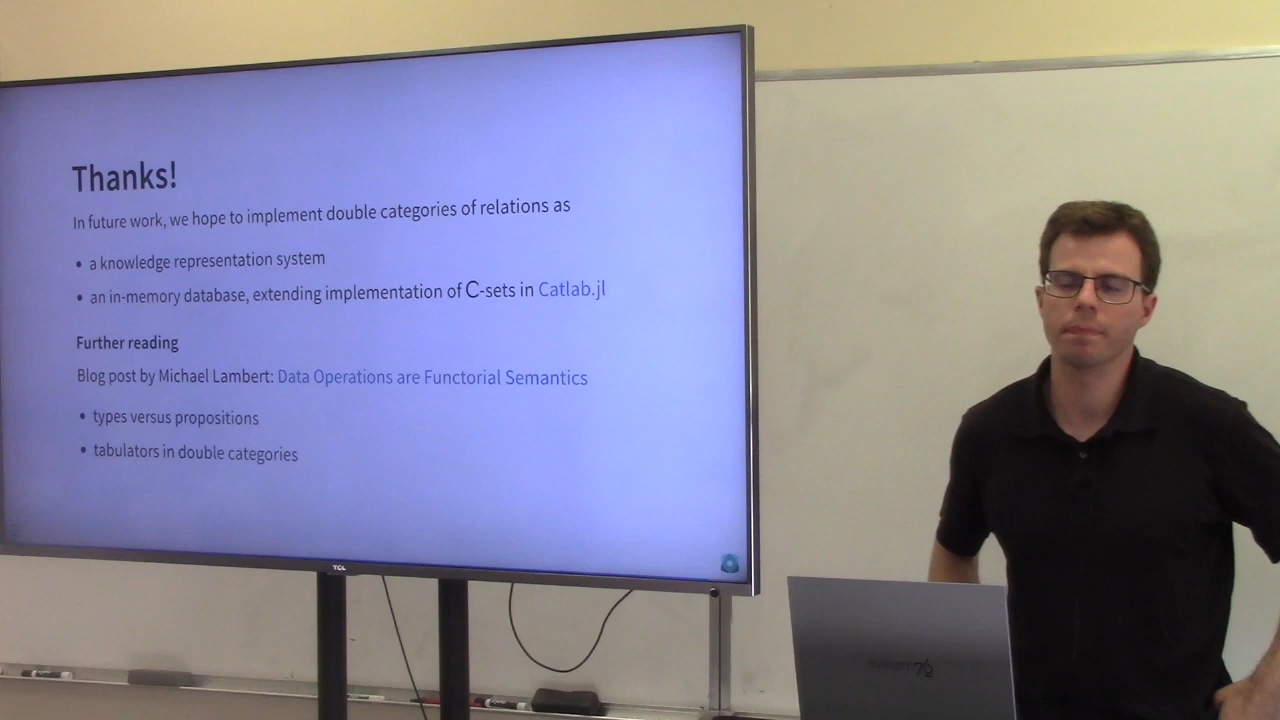 Thanks!
In future work, we hope to implement double categories of relations as
• a knowledge representation system
• an in-memory database, extending implementation of C-sets in Catlab.jl
Further reading
Blog post by Michael Lambert: Data Operations are Functorial Semantics
• types versus propositions
• tabulators in double categories
TCL
system76